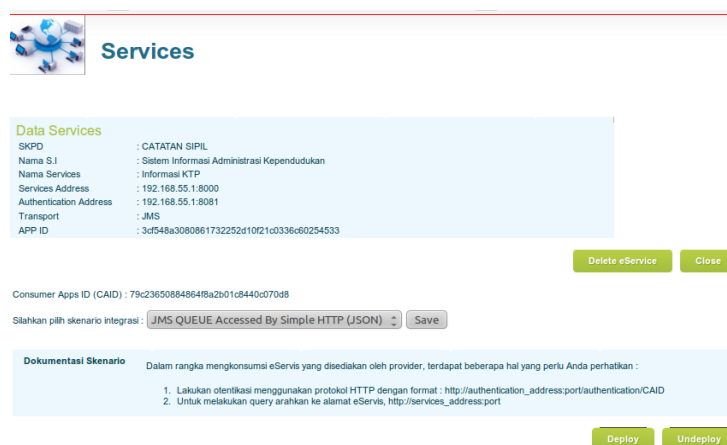 Services
Data Services
SKPD : CATATAN SIPIL
Nama S.I : Sistem Informasi Administrasi Kependudukan
Nama Services : Informasi KTP
Services Address : 192.168.55.1:8000
Authentication Address : 192.168.55.1:8081
Transport : JMS
APP ID : 3cf548a3080861732252d10f21c0336c60254533
Delete eService Close
Consumer Apps ID (CAID) : 79c23650884864f8a2b01c8440c070d8
Silahkan pilih skenario integrasi : JMS QUEUE Accessed By Simple HTTP (JSON) Save
Dokumentasi Skenario Dalam rangka mengkonsumsi eServis yang disediakan oleh provider, terdapat beberapa hal yang perlu Anda perhatikan :
1. Lakukan otentikasi menggunakan protokol HTTP dengan format : http://authentication_address:port/authentication/CAID
2. Untuk melakukan query arahkan ke alamat eServis, http://services_address:port
Deploy Undeploy